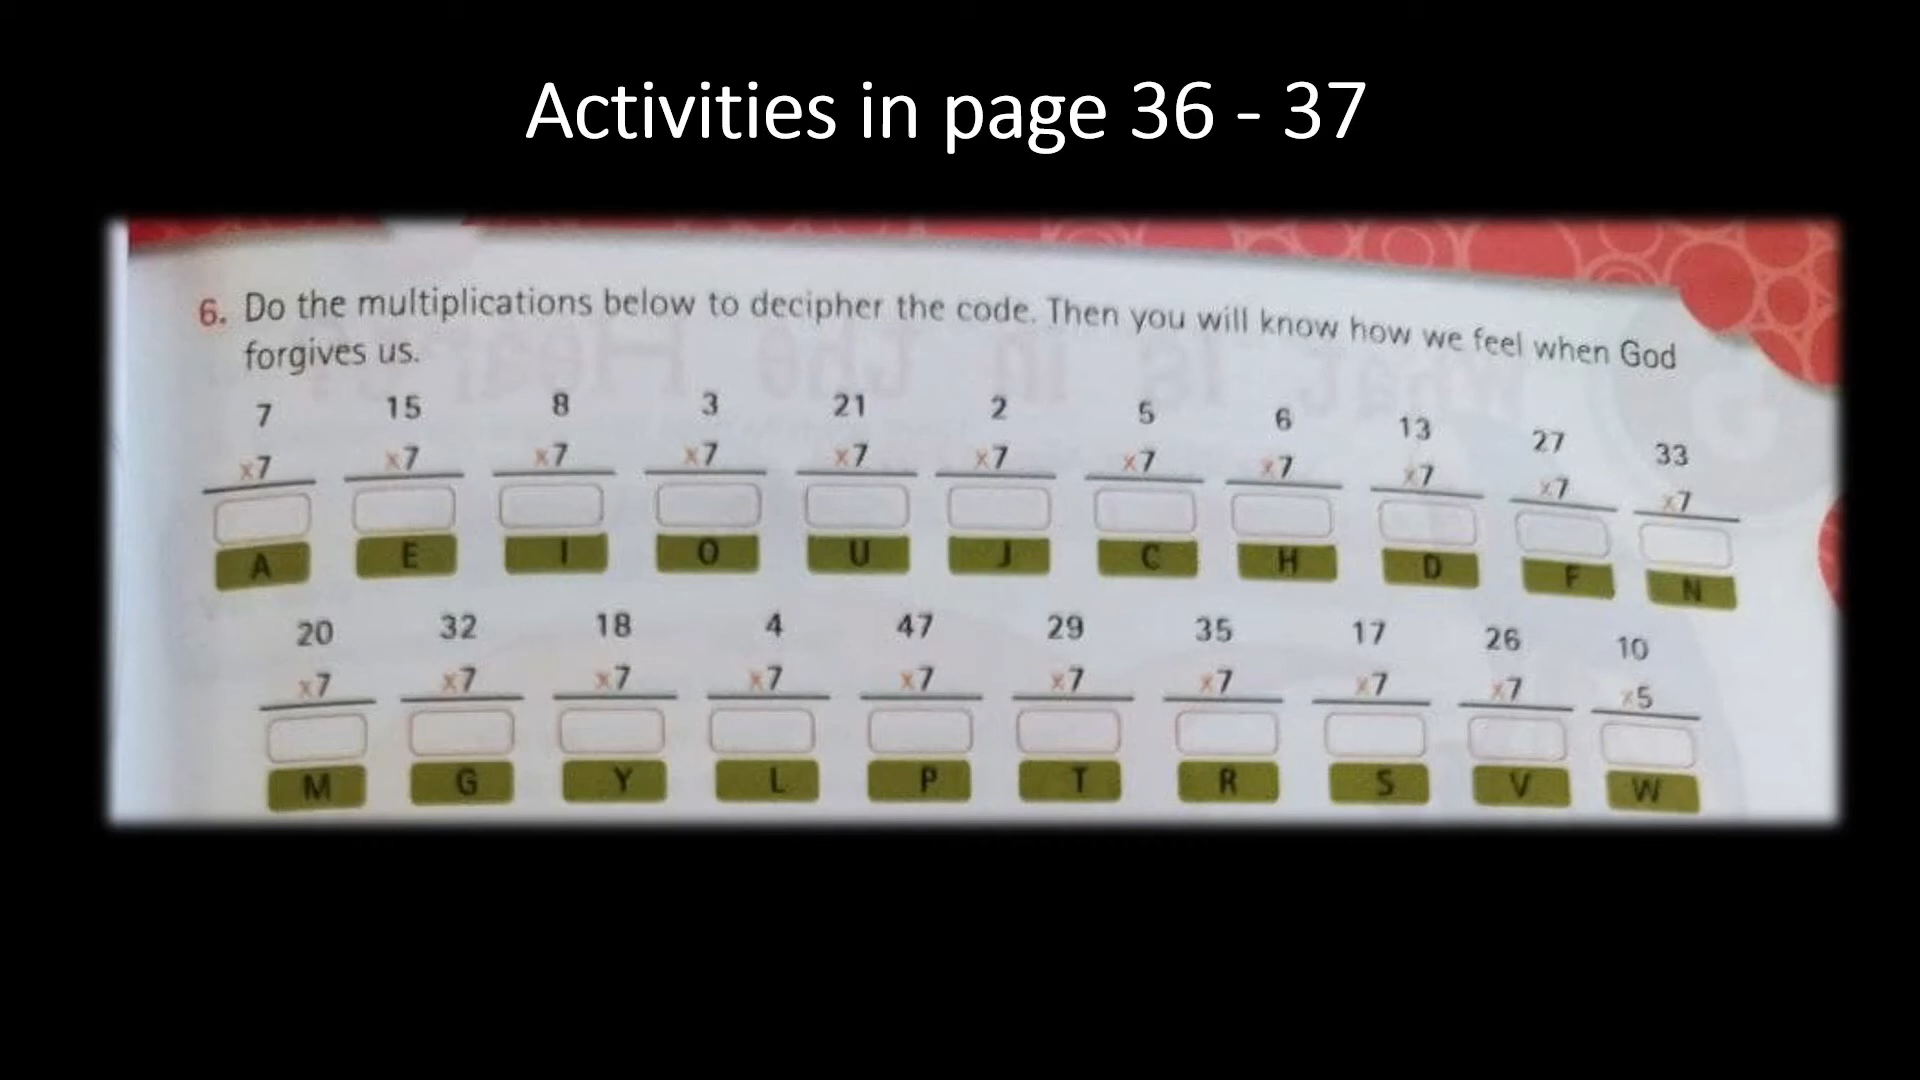 Activities in page 36 - 37
6. Do the multiplications below to decipher the code. Then you will know how we feel when God
forgives us.
7 15 8 3 21 2 5 6 13 27 33
x7 x7 x7 x7 x7 x7 x7 x7 x7 x7 x7
A E I O U J C H D F N
20 32 18 4 47 29 35 17 26 10
x7 x7 x7 x7 x7 x7 x7 x7 x7 x5
M G Y L P T R S V W